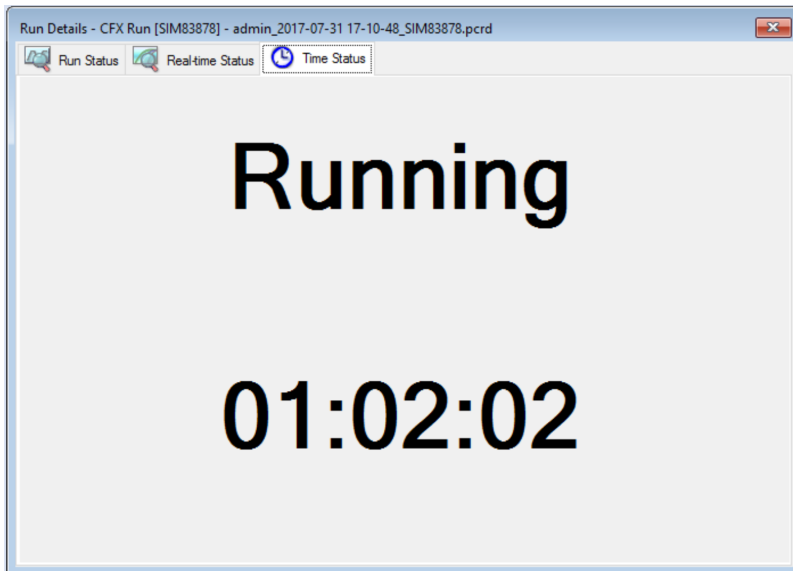 Run Details - CFX Run [SIM83878] - admin_2017-07-31 17-10-48_SIM83878.pcrd
Run Status Real-time Status Time Status
Running
01:02:02